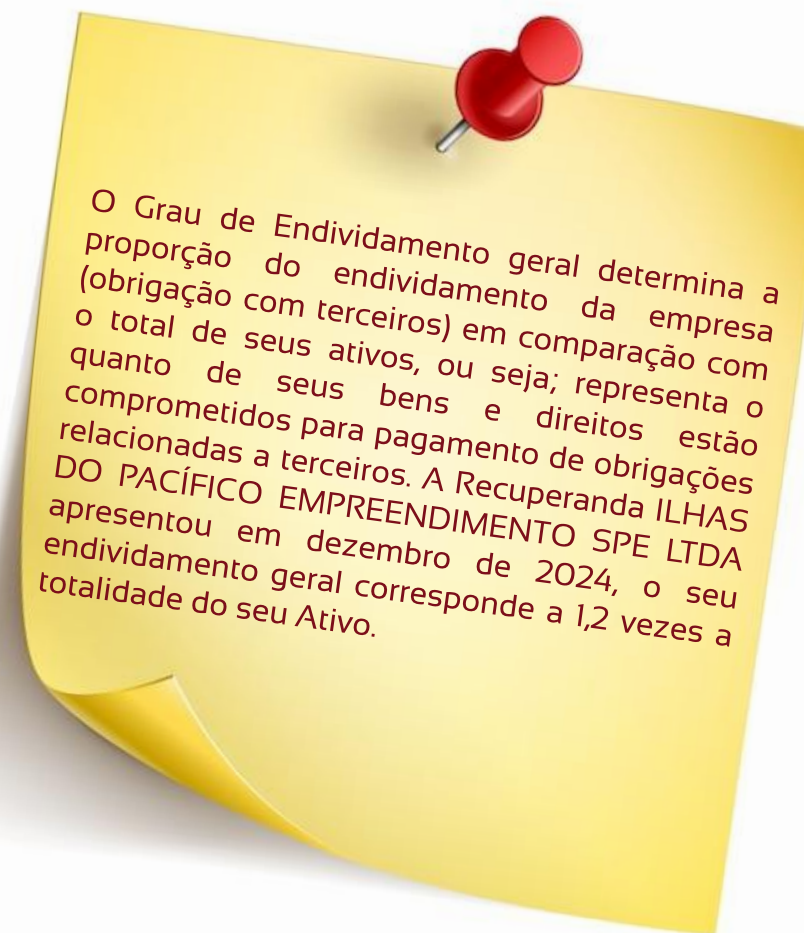 O Grau de Endividamento geral determina a
proporção do endividamento da empresa
(obrigação com terceiros) em comparação com
o total de seus ativos, ou seja; representa o
quanto de seus bens e direitos estão
comprometidos para pagamento de obrigações
relacionadas a terceiros. A Recuperanda ILHAS
DO PACÍFICO EMPREENDIMENTO SPE LTDA
apresentou em dezembro de 2024, o seu
endividamento geral corresponde a 1,2 vezes a
totalidade do seu Ativo.